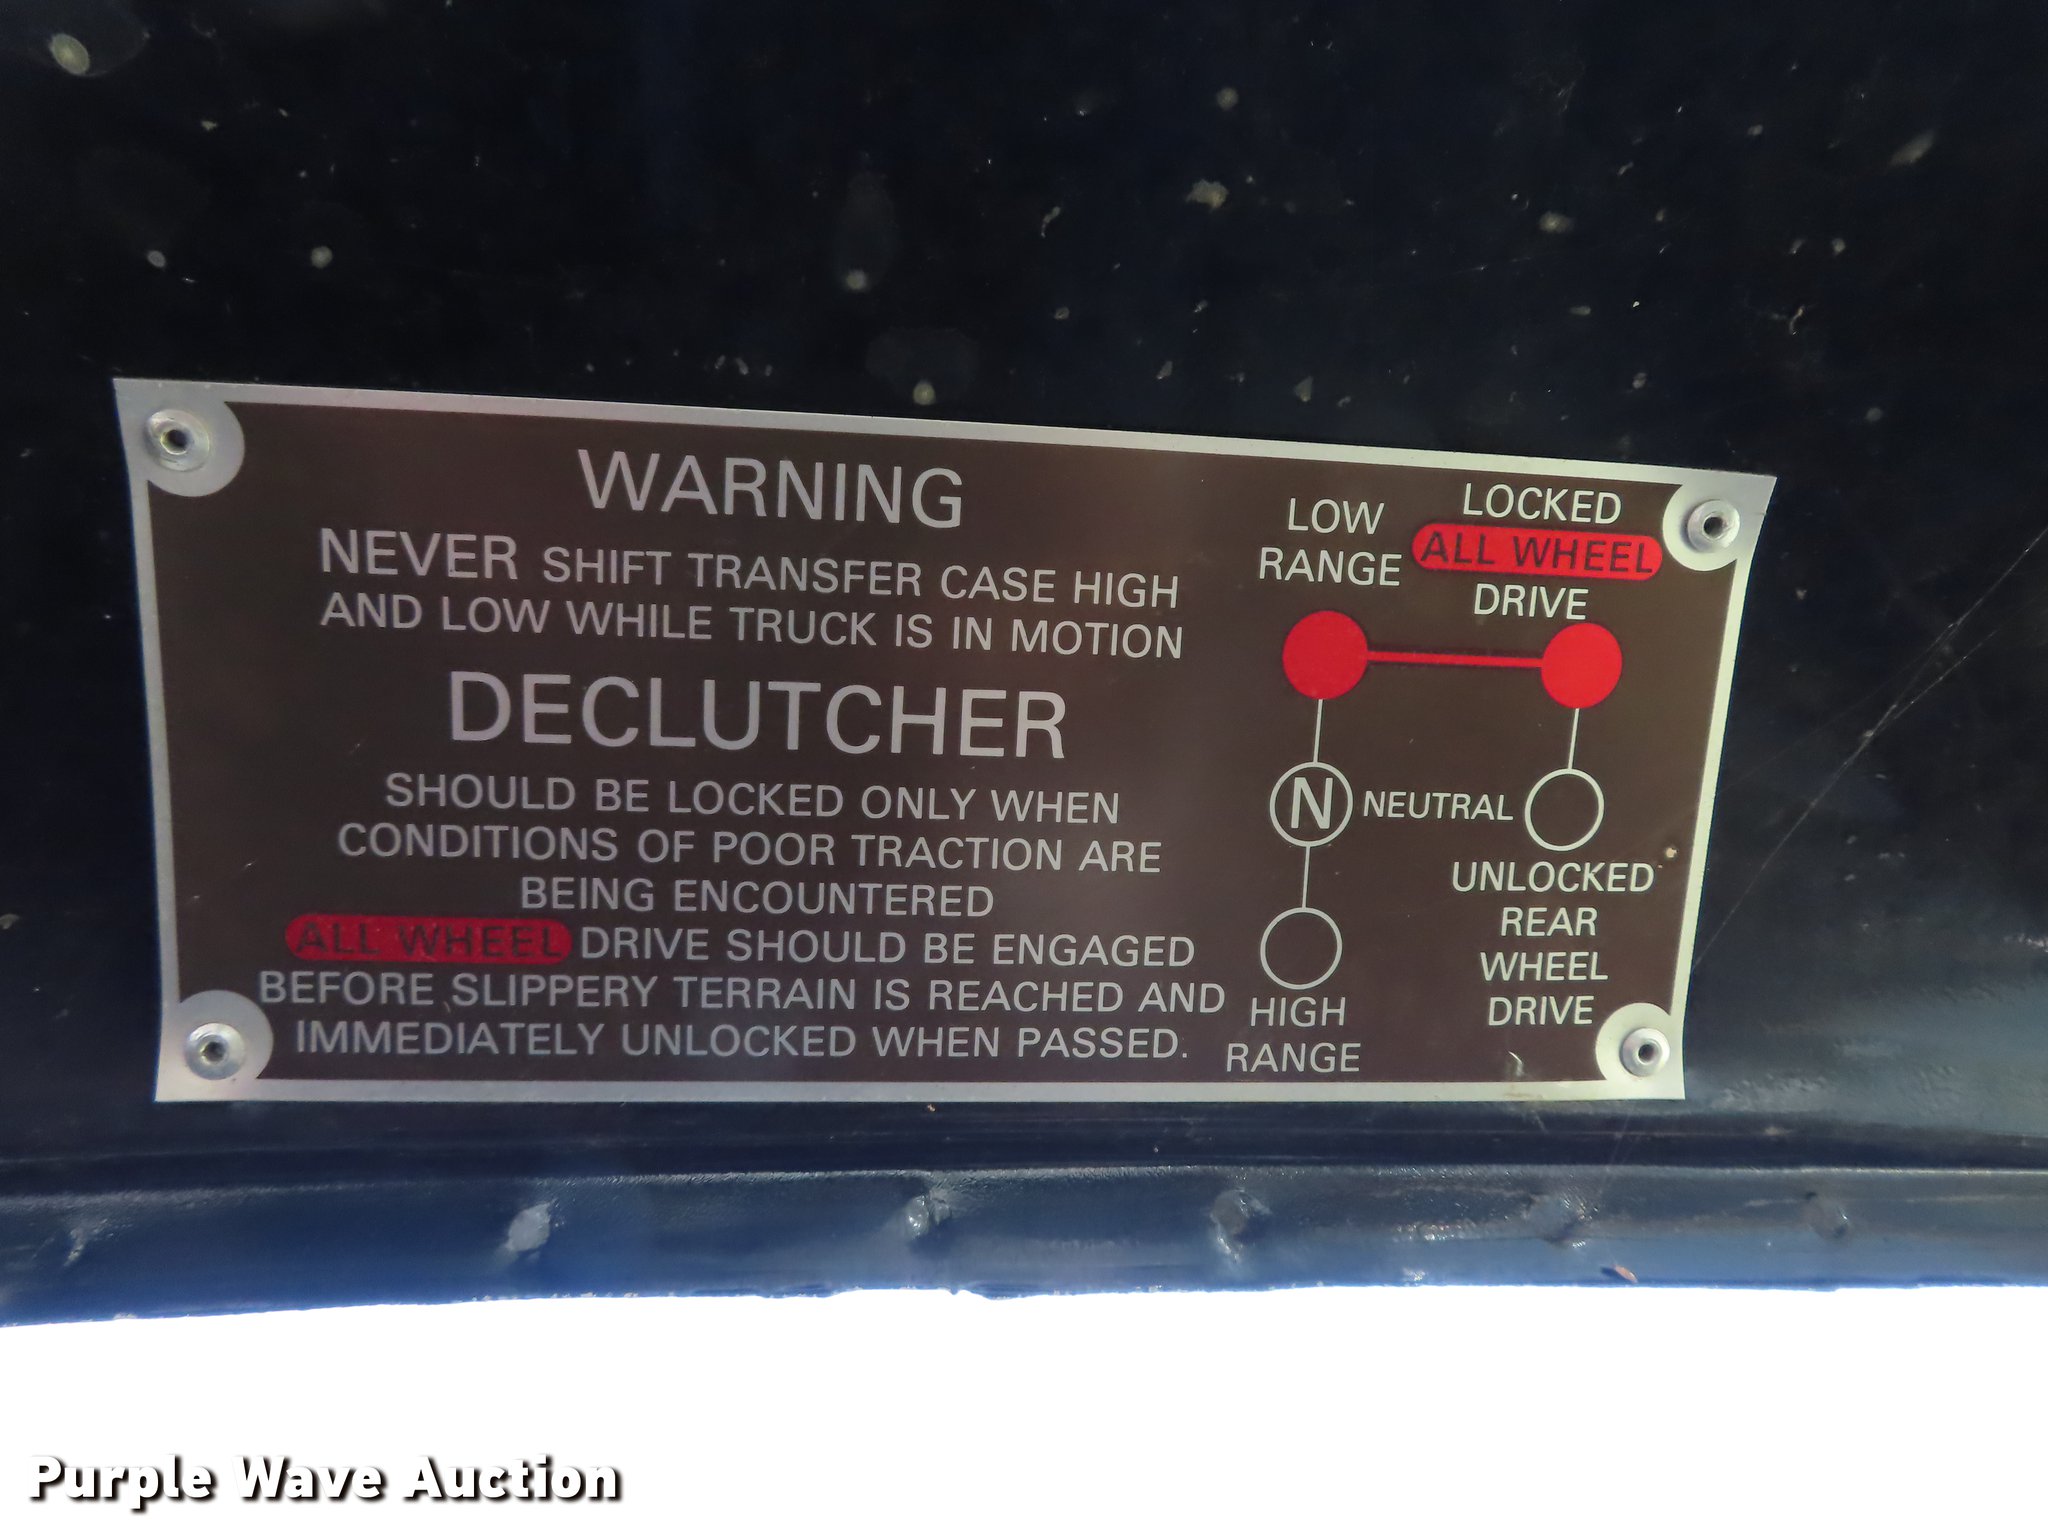 WARNING
NEVER SHIFT TRANSFER CASE HIGH
AND LOW WHILE TRUCK IS IN MOTION
DECLUTCHER
SHOULD BE LOCKED ONLY WHEN
CONDITIONS OF POOR TRACTION ARE
BEING ENCOUNTERED
ALL WHEEL DRIVE SHOULD BE ENGAGED
BEFORE SLIPPERY TERRAIN IS REACHED AND
IMMEDIATELY UNLOCKED WHEN PASSED.
LOW
RANGE
LOCKED
ALL WHEEL
DRIVE
N NEUTRAL
HIGH
RANGE
UNLOCKED
REAR
WHEEL
DRIVE
Purple Wave Auction